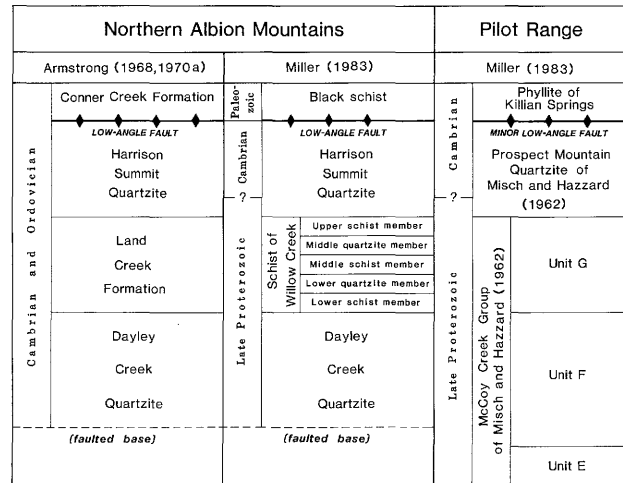 Northern Albion Mountains
Pilot Range
Armstrong (1968, 1970a)
Miller (1983)
Miller (1983)
Cambrian and Ordovician
Conner Creek Formation
LOW-ANGLE FAULT
Harrison
Summit
Quartzite
Land
Creek
Formation
Dayley
Creek
Quartzite
(faulted base)
Paleo-
zoic
Cambrian
?
Late Proterozoic
Black schist
LOW-ANGLE FAULT
Harrison
Summit
Quartzite
Schist of
Willow Creek
Upper schist member
Middle quartzite member
Middle schist member
Lower quartzite member
Lower schist member
Dayley
Creek
Quartzite
(faulted base)
Cambrian
?
Late Proterozoic
Phyllite of
Killian Springs
MINOR LOW-ANGLE FAULT
Prospect Mountain
Quartzite of
Misch and Hazzard
(1962)
McCoy Creek Group
of Misch and Hazzard (1962)
Unit G
Unit F
Unit E